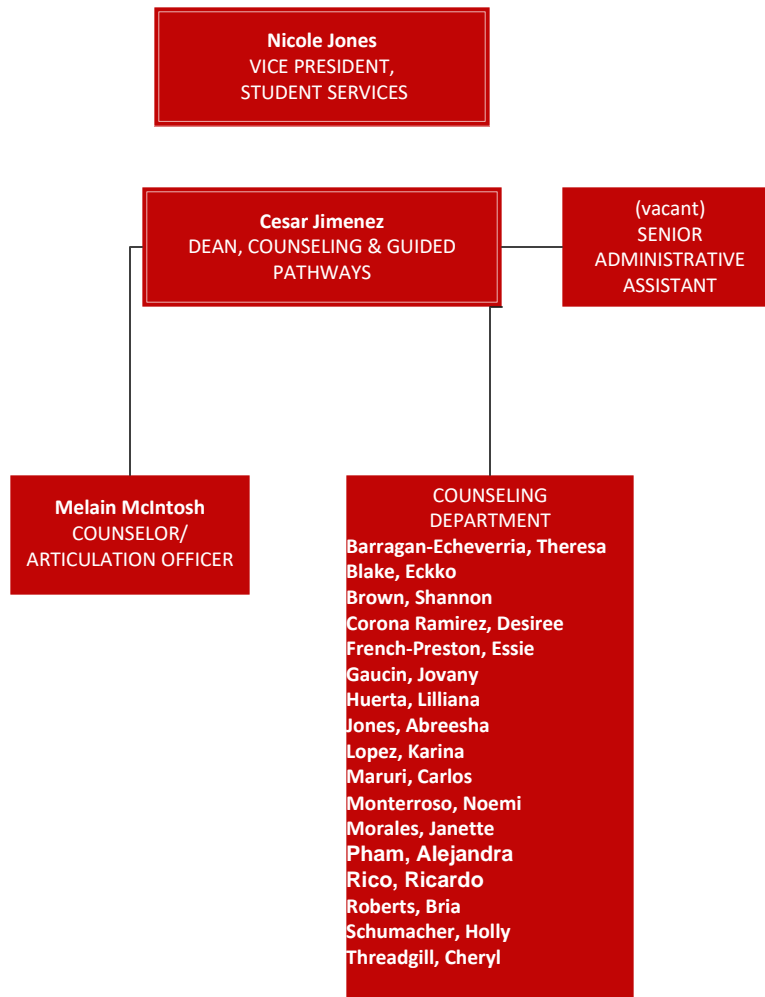 Nicole Jones
VICE PRESIDENT,
STUDENT SERVICES
Cesar Jimenez
DEAN, COUNSELING & GUIDED
PATHWAYS
(vacant)
SENIOR
ADMINISTRATIVE
ASSISTANT
Melain McIntosh
COUNSELOR/
ARTICULATION OFFICER
COUNSELING
DEPARTMENT
Barragan-Echeverria, Theresa
Blake, Eckko
Brown, Shannon
Corona Ramirez, Desiree
French-Preston, Essie
Gaucin, Jovany
Huerta, Lilliana
Jones, Abreesha
Lopez, Karina
Maruri, Carlos
Monterroso, Noemi
Morales, Janette
Pham, Alejandra
Rico, Ricardo
Roberts, Bria
Schumacher, Holly
Threadgill, Cheryl